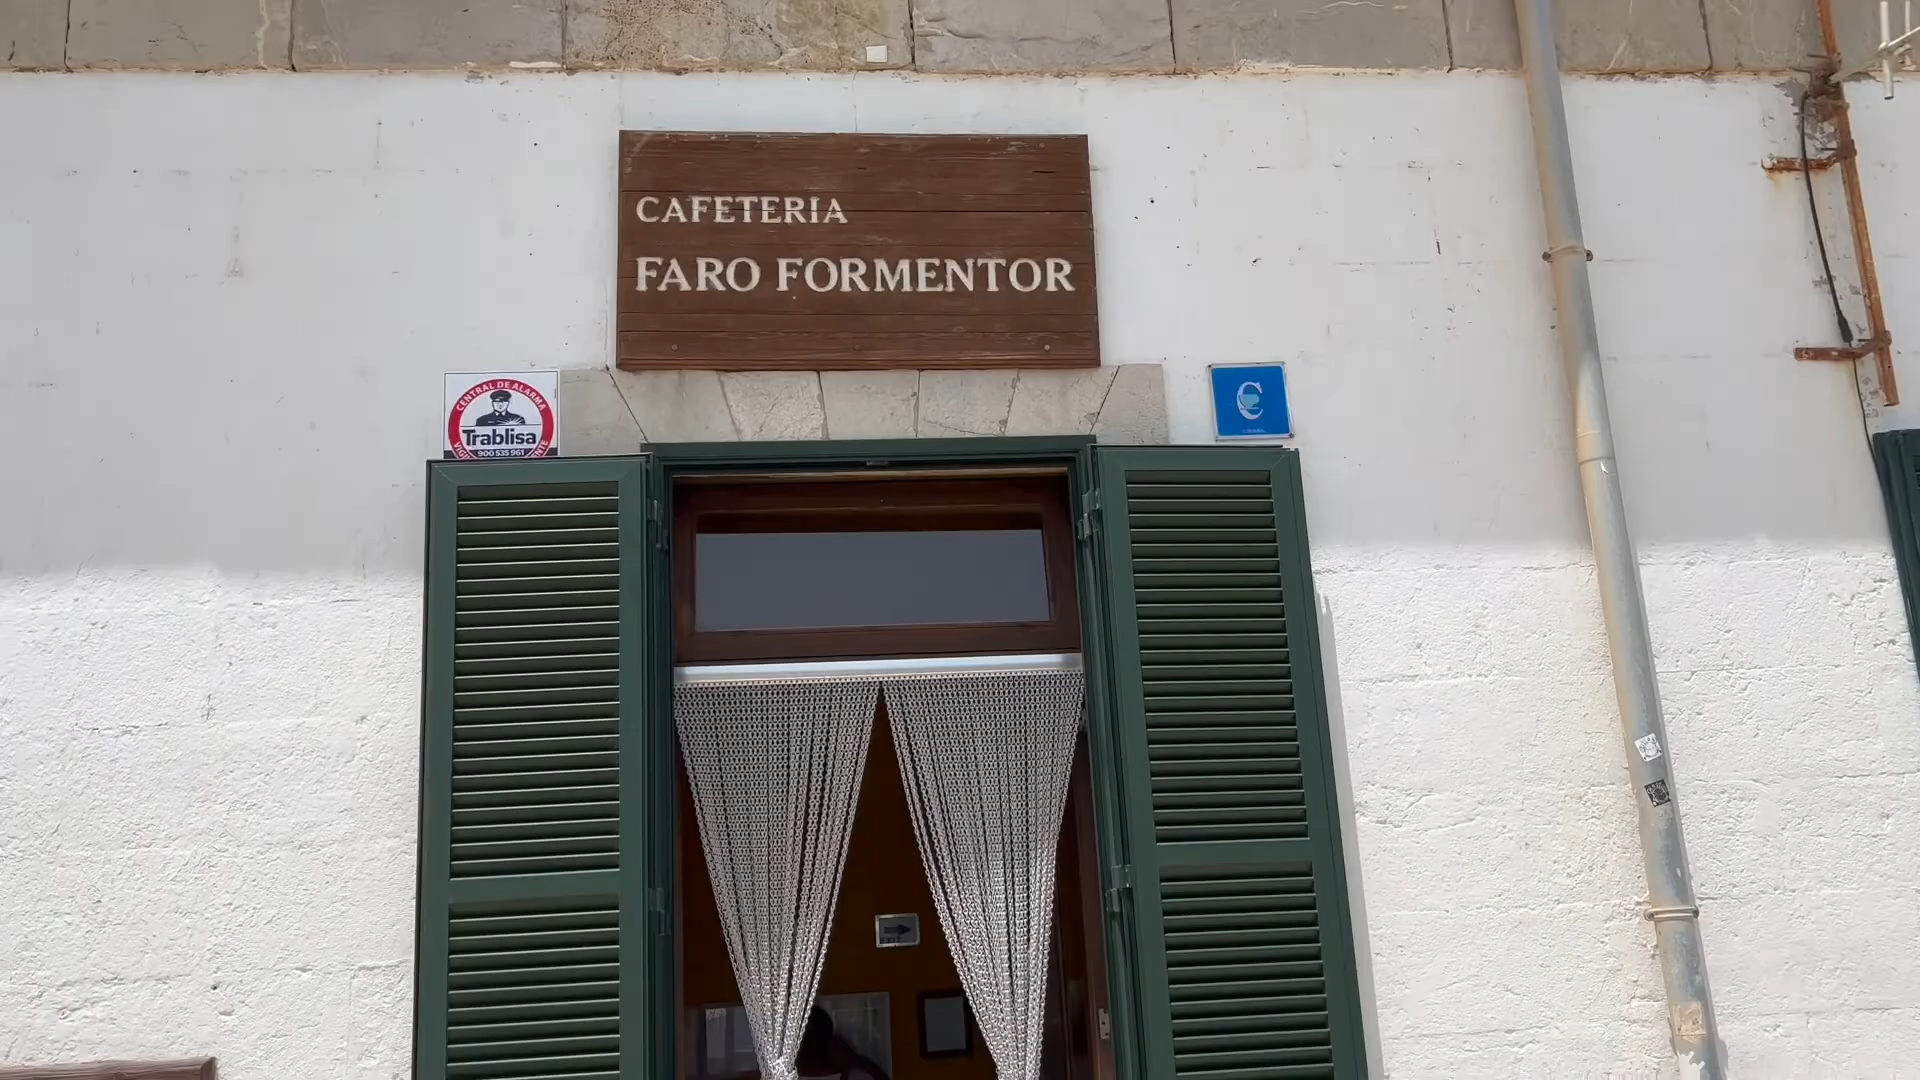 CAFETERIA
FARO FORMENTOR
CENTRAL DE ALARMA
Trablisa
900 535 961
C